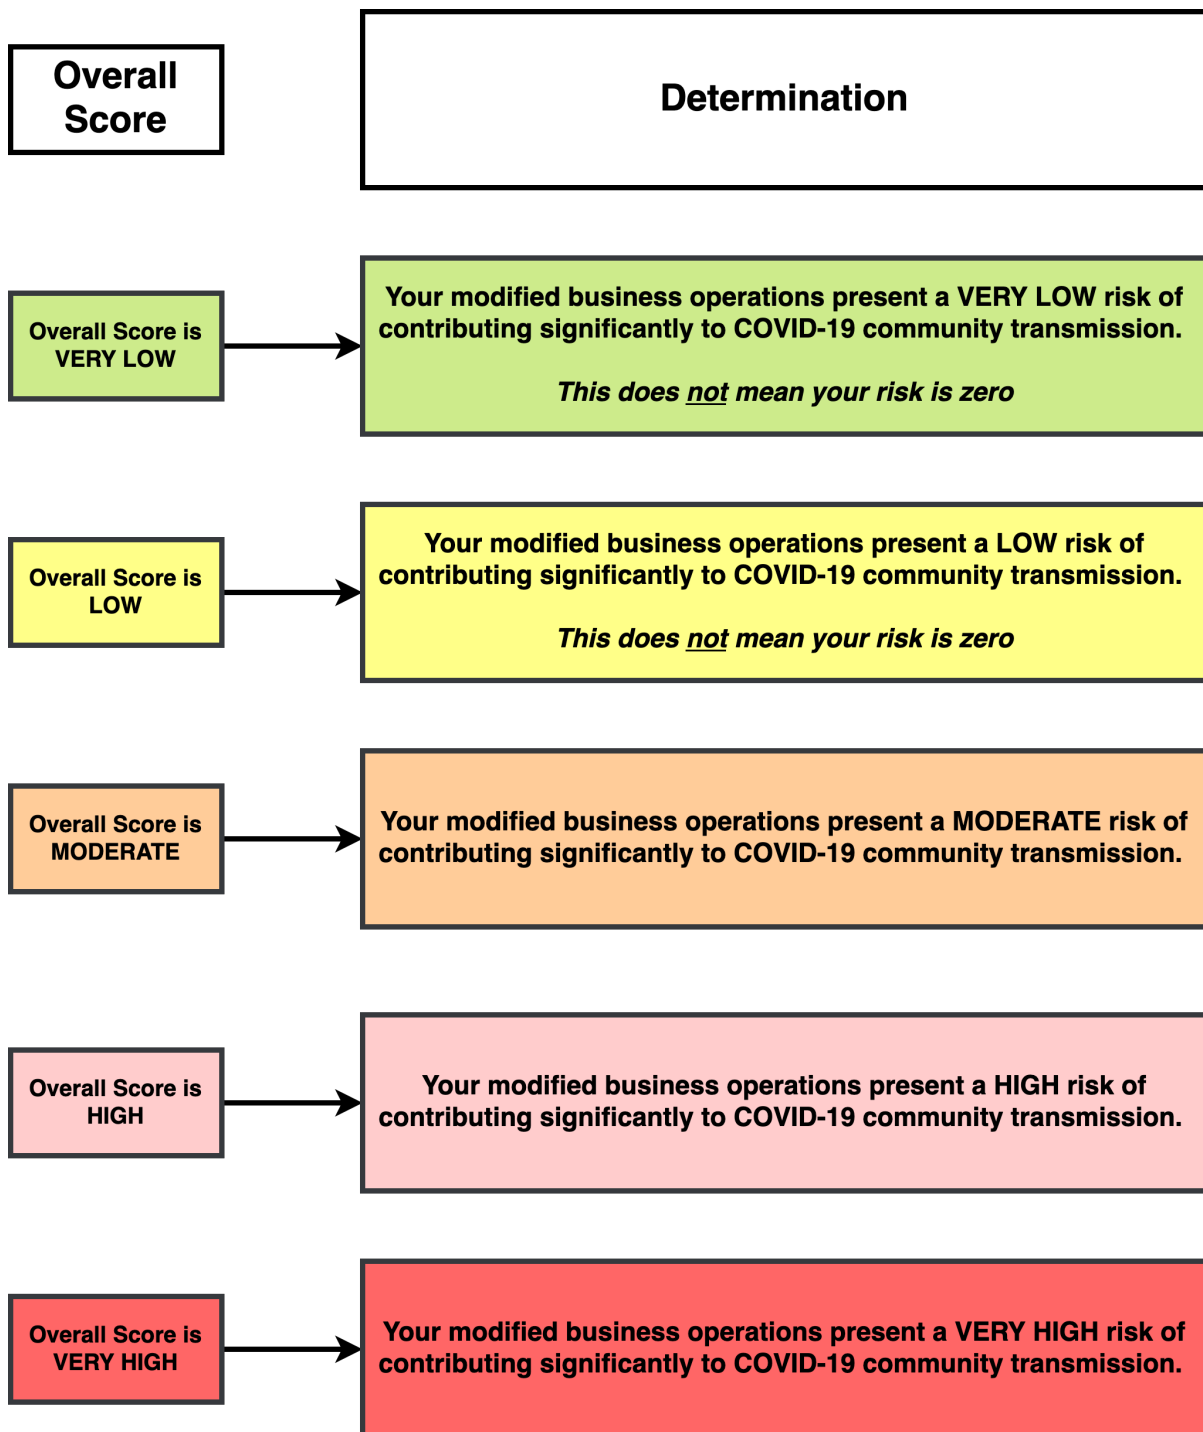 Overall
Score
Determination
Overall Score is
VERY LOW
Your modified business operations present a VERY LOW risk of
contributing significantly to COVID-19 community transmission.
This does not mean your risk is zero
Overall Score is
LOW
Your modified business operations present a LOW risk of
contributing significantly to COVID-19 community transmission.
This does not mean your risk is zero
Overall Score is
MODERATE
Your modified business operations present a MODERATE risk of
contributing significantly to COVID-19 community transmission.
Overall Score is
HIGH
Your modified business operations present a HIGH risk of
contributing significantly to COVID-19 community transmission.
Overall Score is
VERY HIGH
Your modified business operations present a VERY HIGH risk of
contributing significantly to COVID-19 community transmission.